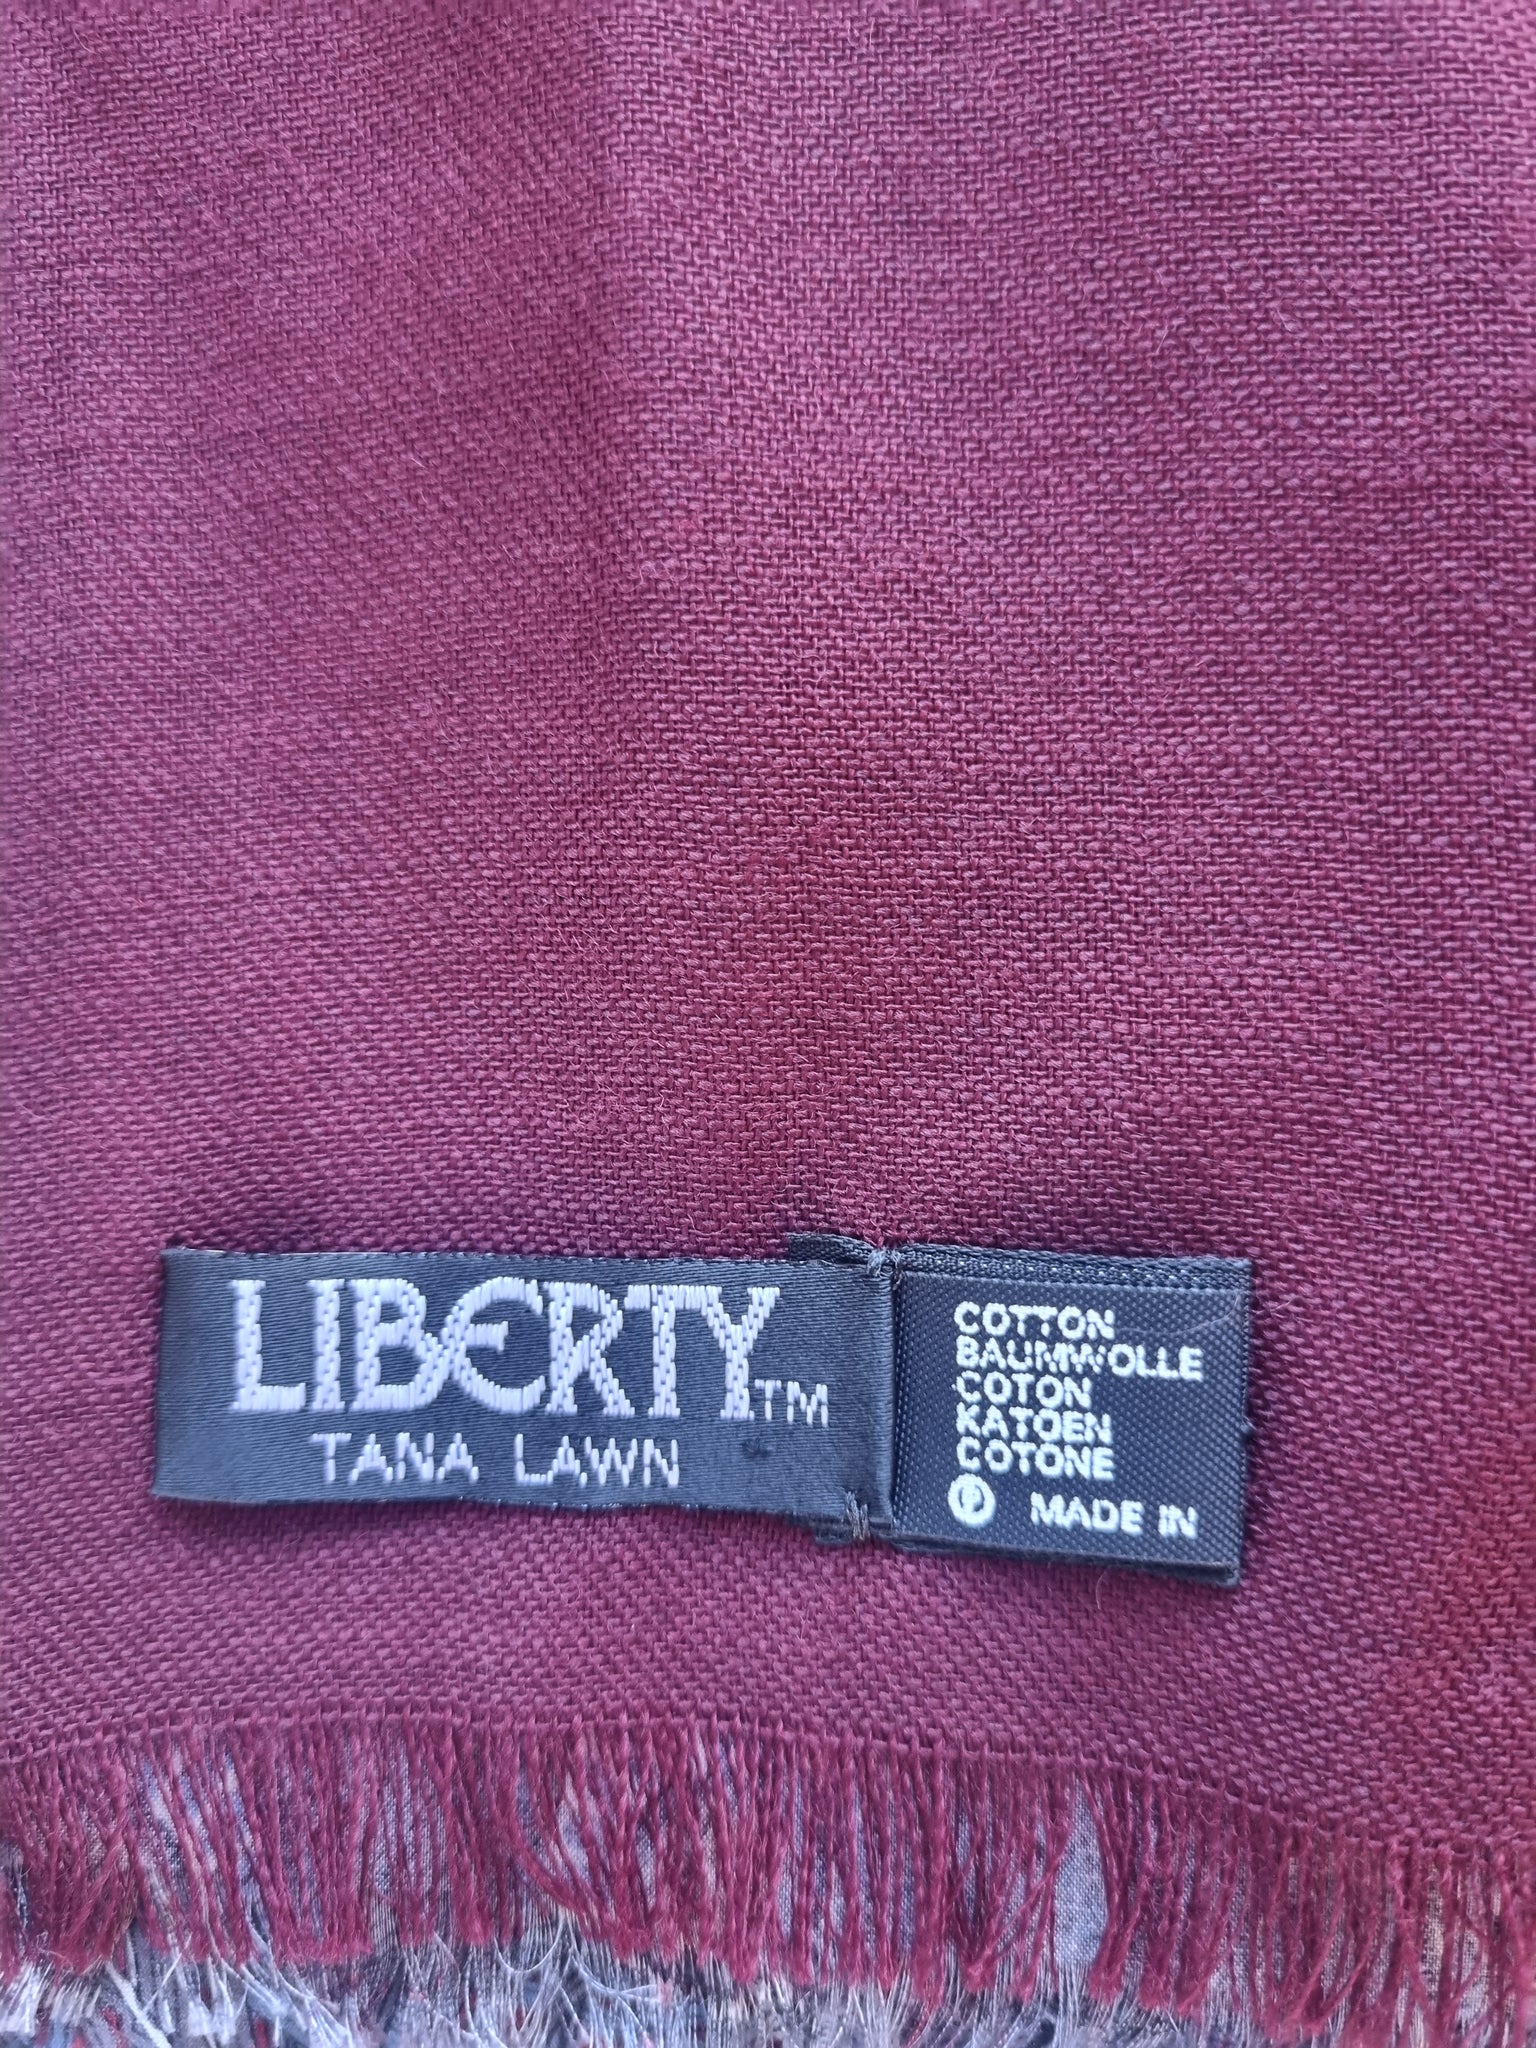 LIBERTY TM
TANA LAWN
COTTON
BAUMWOLLE
COTON
KATOEN
COTONE
Ⓟ MADE IN